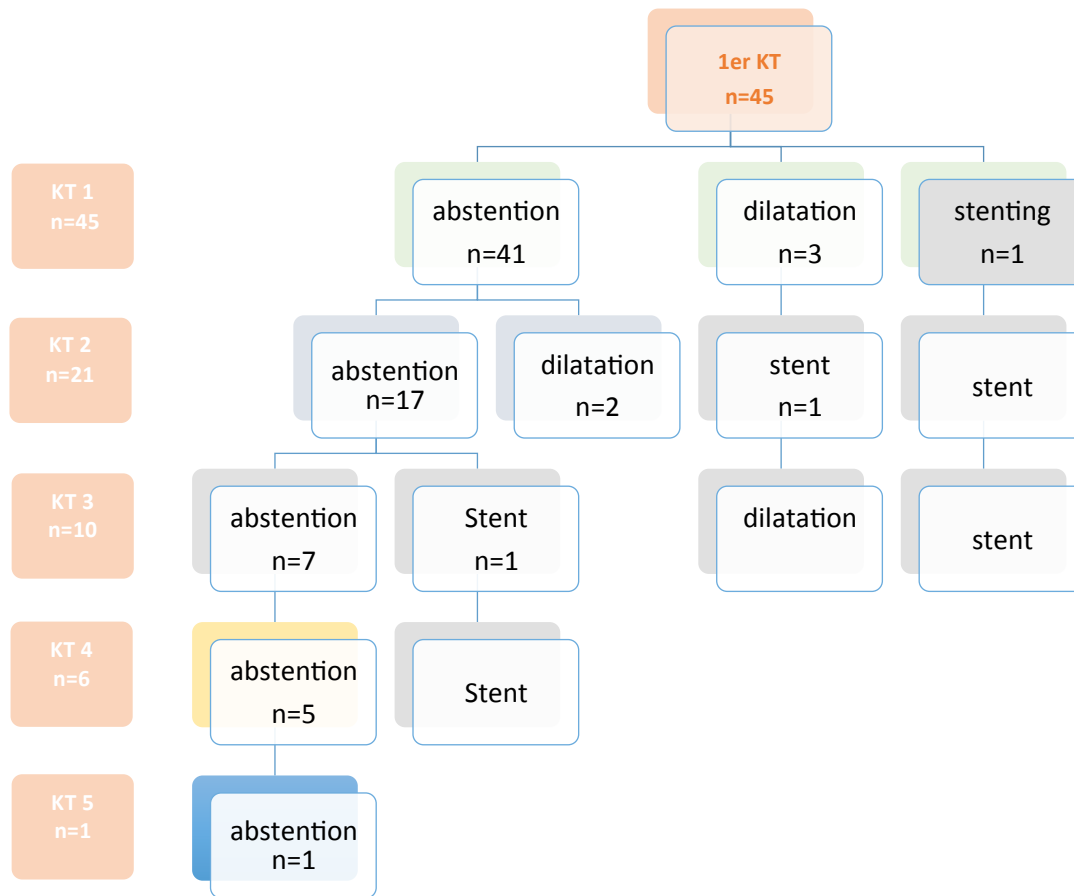 1er KT
n=45
KT 1
n=45
abstention
n=41
dilatation
n=3
stenting
n=1
KT 2
n=21
abstention
n=17
dilatation
n=2
stent
n=1
stent
KT 3
n=10
abstention
n=7
Stent
n=1
dilatation
stent
KT 4
n=6
abstention
n=5
Stent
KT 5
n=1
abstention
n=1